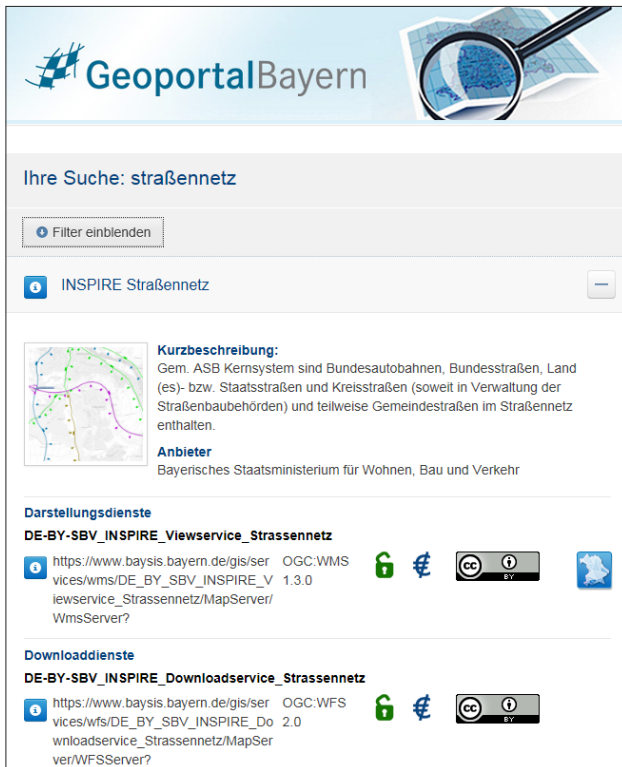 GeoportalBayern
Ihre Suche: straßennetz
Filter einblenden
INSPIRE Straßennetz
Kurzbeschreibung:
Gem. ASB Kernsystem sind Bundesautobahnen, Bundesstraßen, Land
(es)- bzw. Staatsstraßen und Kreisstraßen (soweit in Verwaltung der
Straßenbaubehörden) und teilweise Gemeindestraßen im Straßennetz
enthalten.
Anbieter
Bayerisches Staatsministerium für Wohnen, Bau und Verkehr
Darstellungsdienste
DE-BY-SBV_INSPIRE_Viewservice_Strassennetz
https://www.baysis.bayern.de/gis/ser OGC:WMS
vices/wms/DE_BY_SBV_INSPIRE_V 1.3.0
iewservice_Strassennetz/MapServer/
WmsServer?
cc BY
Downloaddienste
DE-BY-SBV_INSPIRE_Downloadservice_Strassennetz
https://www.baysis.bayern.de/gis/ser OGC:WFS
vices/wfs/DE_BY_SBV_INSPIRE_Do 2.0
wnloadservice_Strassennetz/MapSer
ver/WFSServer?
cc BY